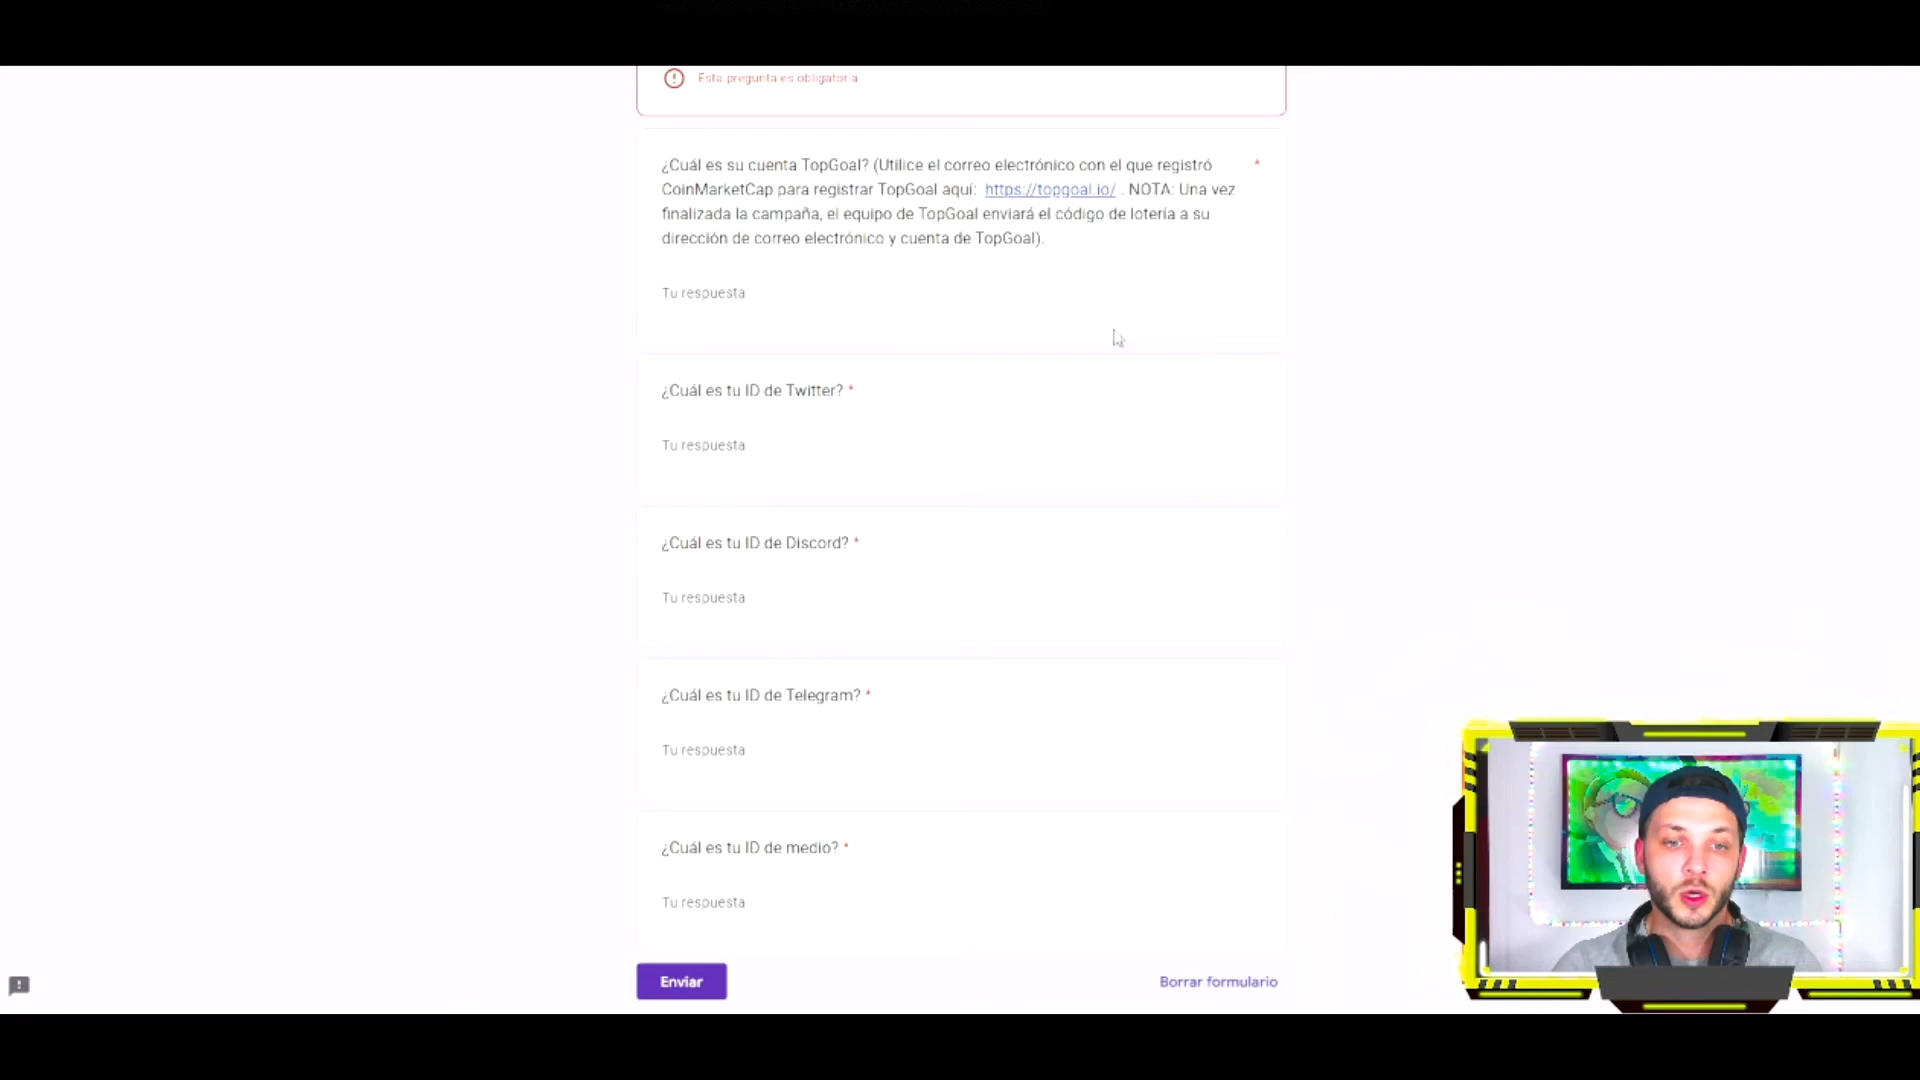 Esta pregunta es obligatoria
¿Cuál es su cuenta TopGoal? (Utilice el correo electrónico con el que registró *
CoinMarketCap para registrar TopGoal aquí: https://topgoal.io/ . NOTA: Una vez
finalizada la campaña, el equipo de TopGoal enviará el código de lotería a su
dirección de correo electrónico y cuenta de TopGoal).
Tu respuesta
¿Cuál es tu ID de Twitter? *
Tu respuesta
¿Cuál es tu ID de Discord? *
Tu respuesta
¿Cuál es tu ID de Telegram? *
Tu respuesta
¿Cuál es tu ID de medio? *
Tu respuesta
Enviar
Borrar formulario